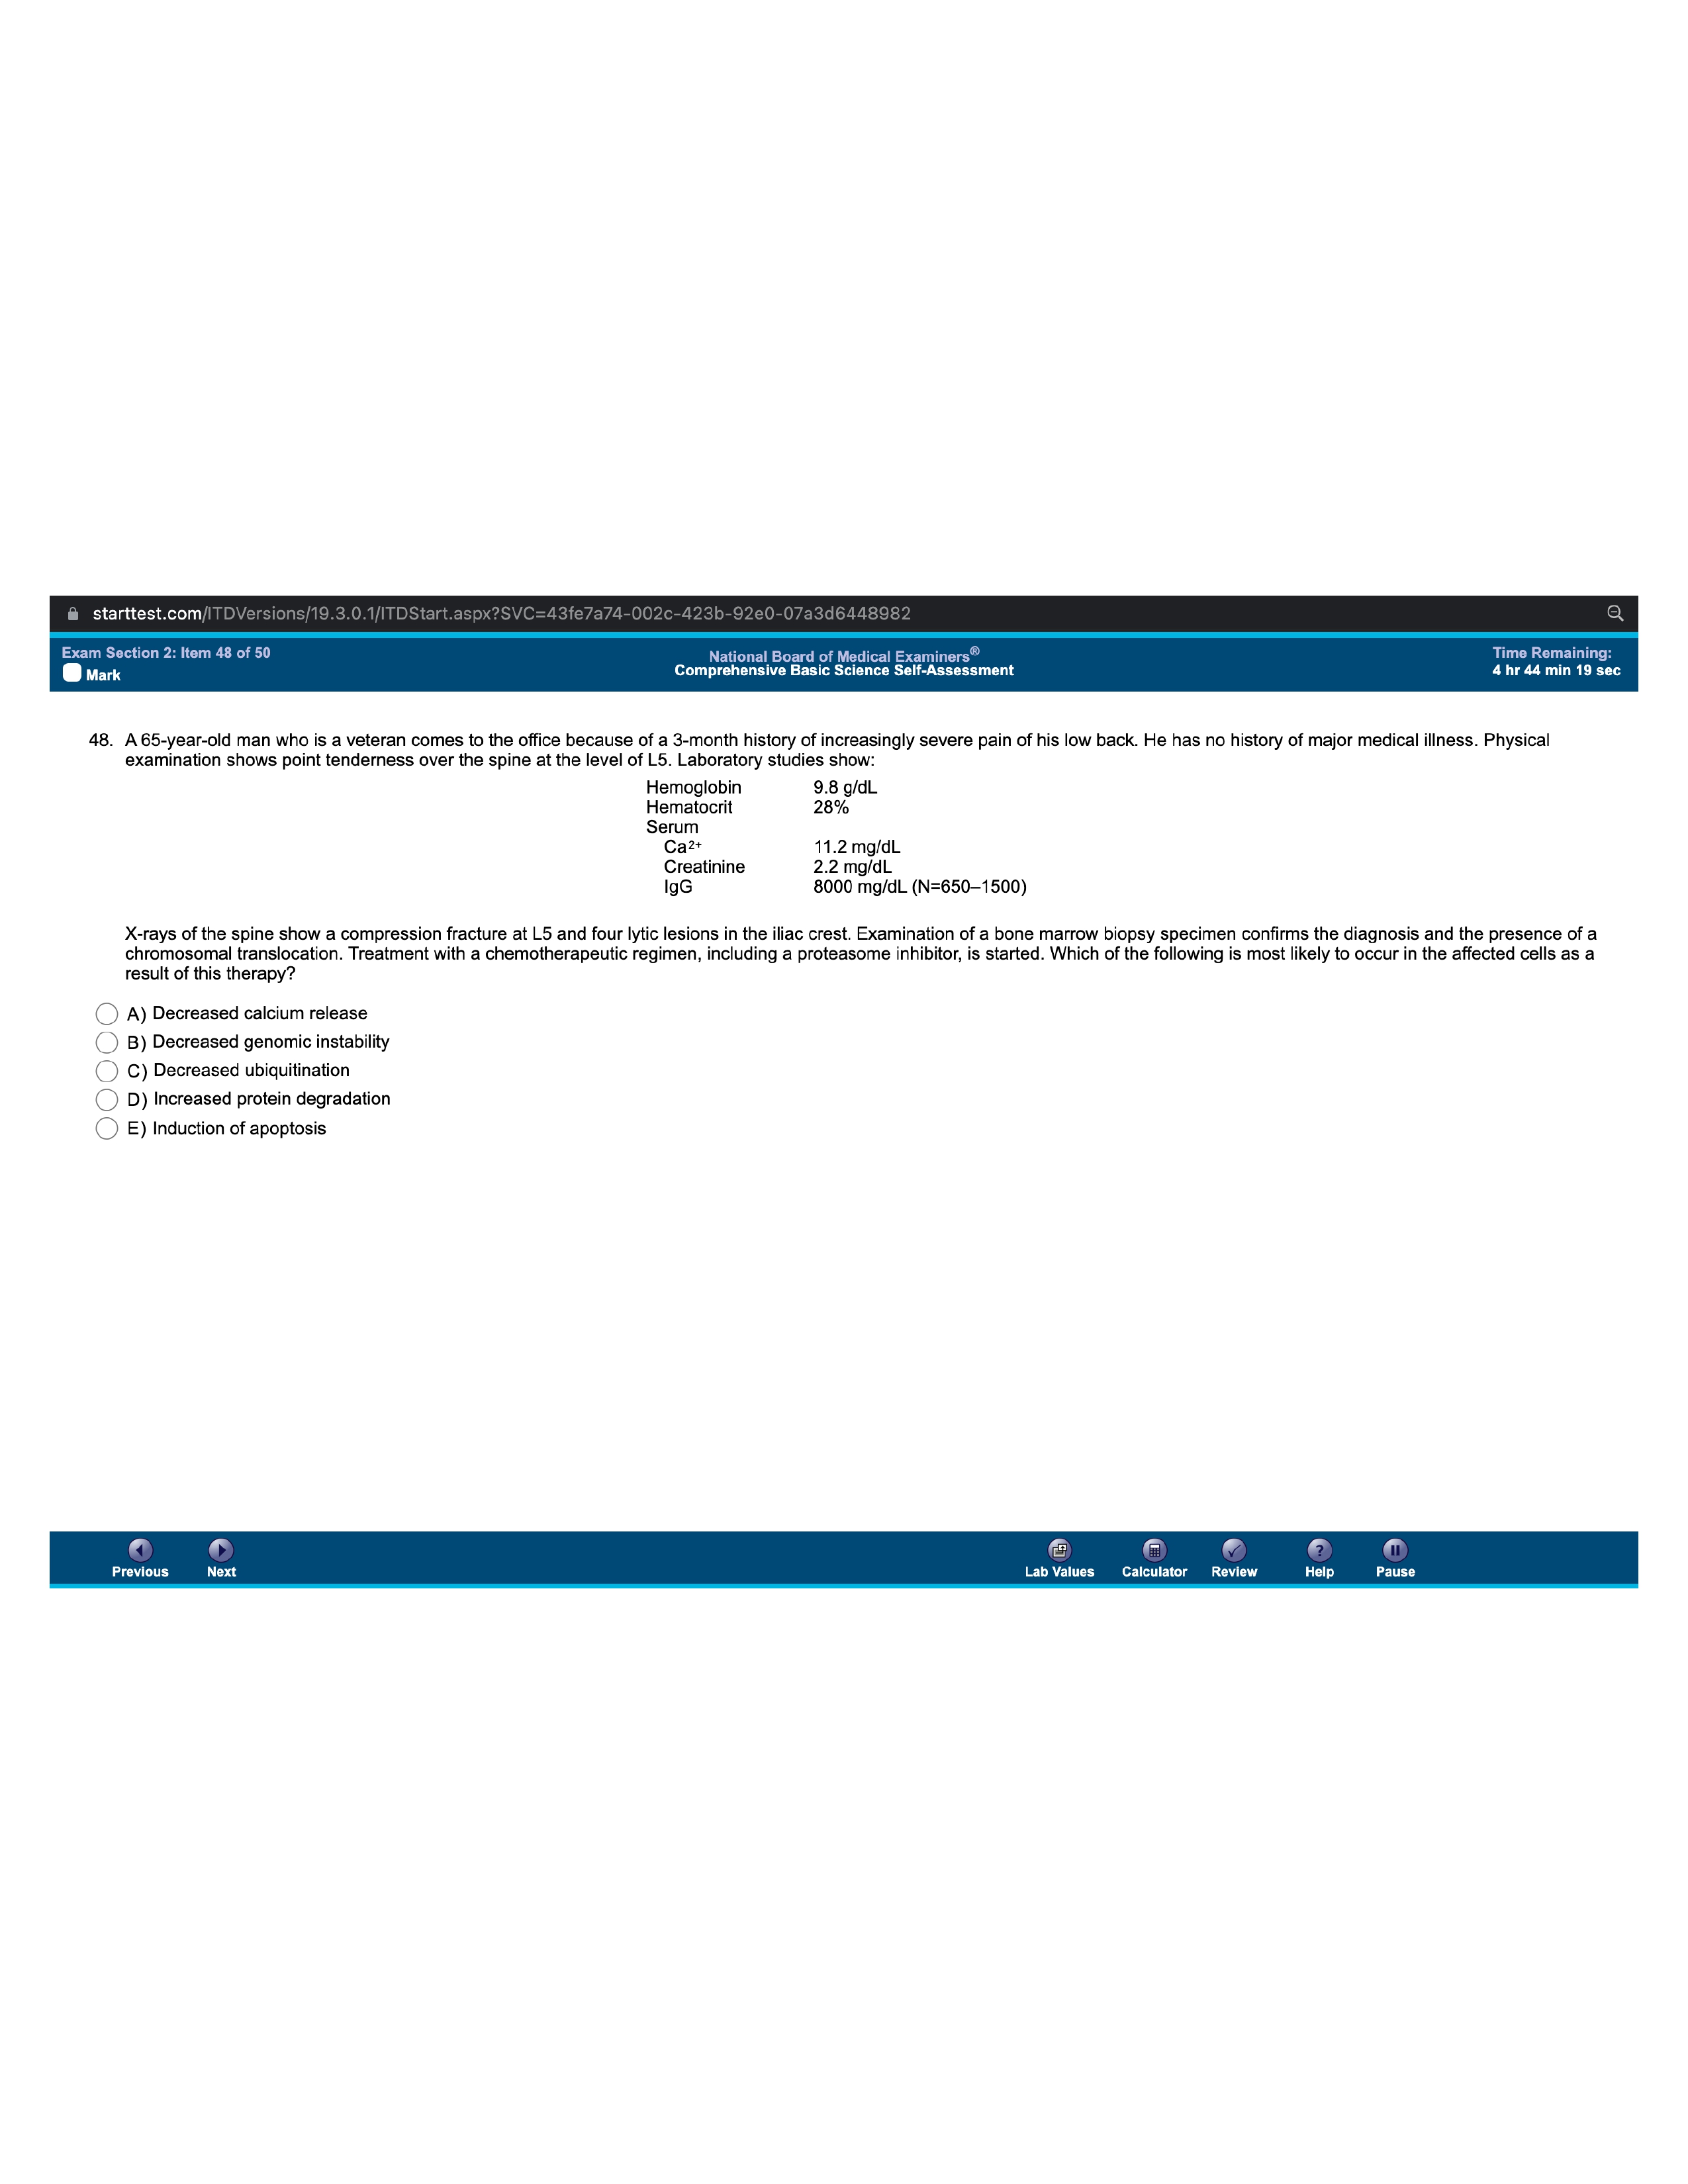 starttest.com/ITDVersions/19.3.0.1/ITDStart.aspx?SVC=43fe7a74-002c-423b-92e0-07a3d6448982
Exam Section 2: Item 48 of 50
National Board of Medical Examiners®
Time Remaining:
Mark
Comprehensive Basic Science Self-Assessment
4 hr 44 min 19 sec
48. A 65-year-old man who is a veteran comes to the office because of a 3-month history of increasingly severe pain of his low back. He has no history of major medical illness. Physical
examination shows point tenderness over the spine at the level of L5. Laboratory studies show:
Hemoglobin 9.8 g/dL
Hematocrit 28%
Serum
Ca2+ 11.2 mg/dL
Creatinine 2.2 mg/dL
IgG 8000 mg/dL (N=650–1500)
X-rays of the spine show a compression fracture at L5 and four lytic lesions in the iliac crest. Examination of a bone marrow biopsy specimen confirms the diagnosis and the presence of a
chromosomal translocation. Treatment with a chemotherapeutic regimen, including a proteasome inhibitor, is started. Which of the following is most likely to occur in the affected cells as a
result of this therapy?
A) Decreased calcium release
B) Decreased genomic instability
C) Decreased ubiquitination
D) Increased protein degradation
E) Induction of apoptosis
Previous Next Lab Values Calculator Review Help Pause